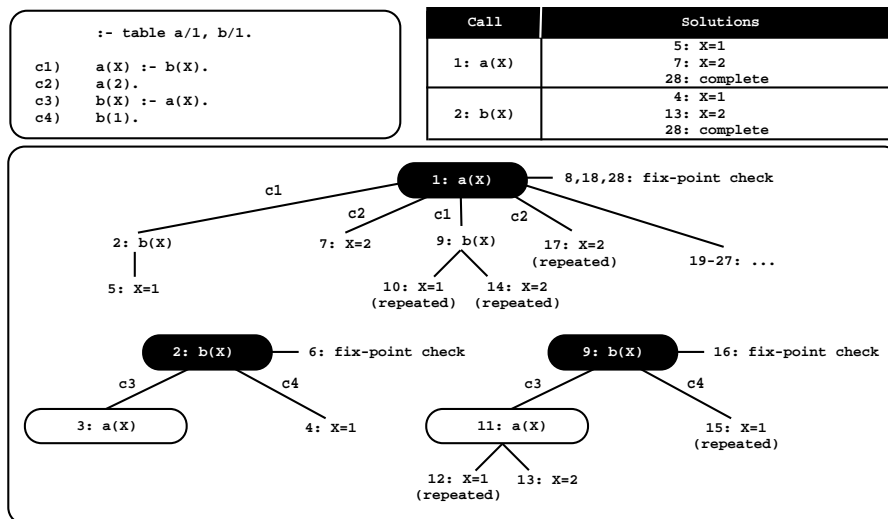 :- table a/1, b/1.
c1) a(X) :- b(X).
c2) a(2).
c3) b(X) :- a(X).
c4) b(1).
Call Solutions
1: a(X)
5: X=1
7: X=2
28: complete
2: b(X)
4: X=1
13: X=2
28: complete
1: a(X)
8,18,28: fix-point check
c1
c2
c1
c2
2: b(X)
7: X=2
9: b(X)
17: X=2
(repeated)
19-27: ...
5: X=1
10: X=1
(repeated)
14: X=2
(repeated)
2: b(X)
6: fix-point check
c3
c4
3: a(X)
4: X=1
9: b(X)
16: fix-point check
c3
c4
11: a(X)
15: X=1
(repeated)
12: X=1
(repeated)
13: X=2